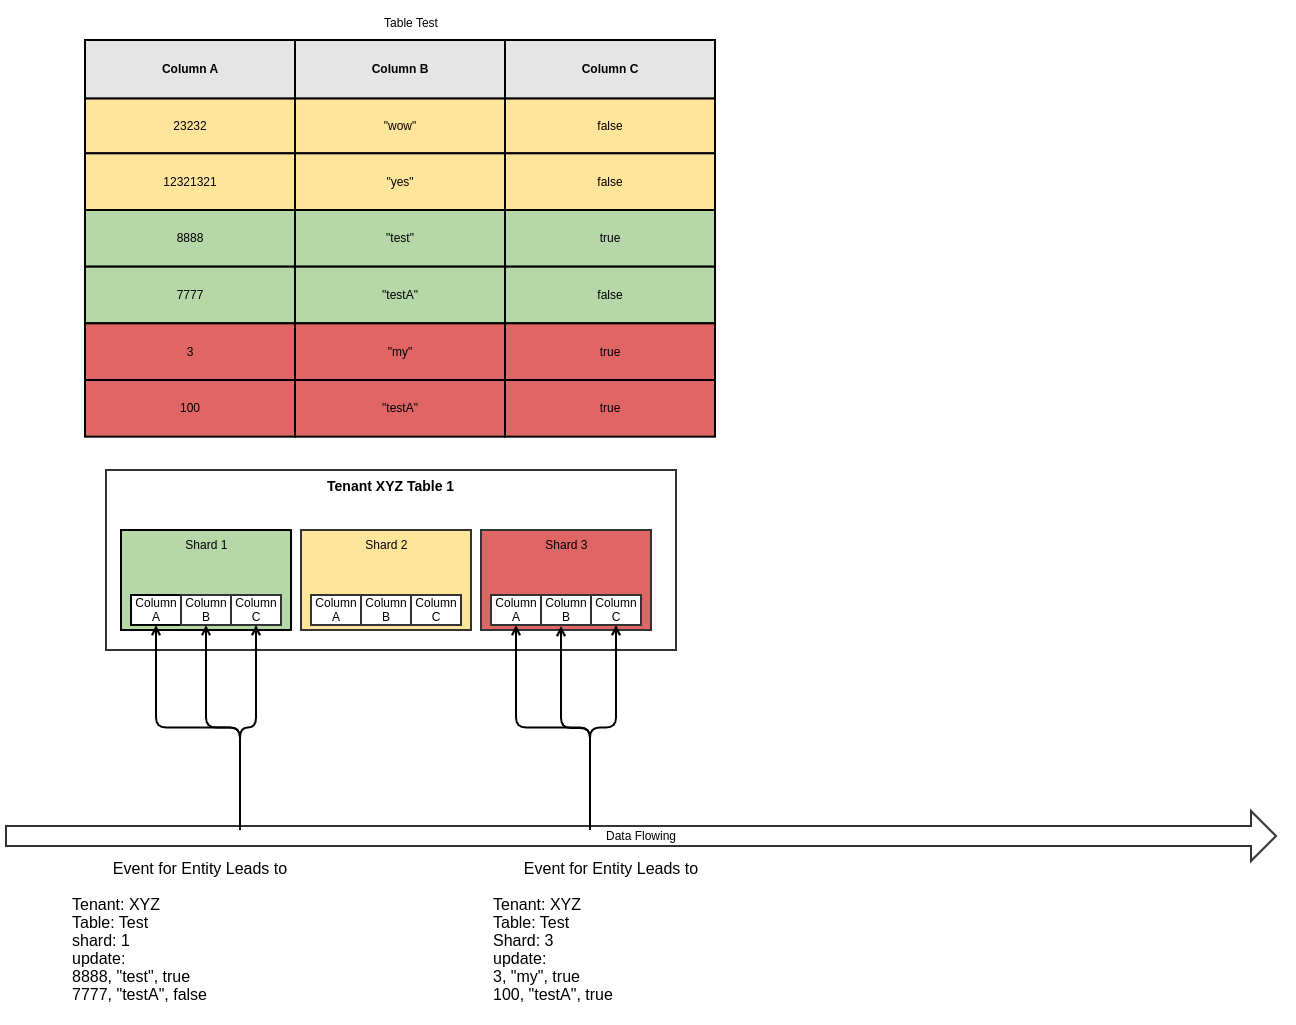 Table Test
Column A Column B Column C
23232 "wow" false
12321321 "yes" false
8888 "test" true
7777 "testA" false
3 "my" true
100 "testA" true
Tenant XYZ Table 1
Shard 1 Shard 2 Shard 3
Column Column Column Column Column Column Column Column Column
A B C A B C A B C
Data Flowing
Event for Entity Leads to
Tenant: XYZ
Table: Test
shard: 1
update:
8888, "test", true
7777, "testA", false
Event for Entity Leads to
Tenant: XYZ
Table: Test
Shard: 3
update:
3, "my", true
100, "testA", true